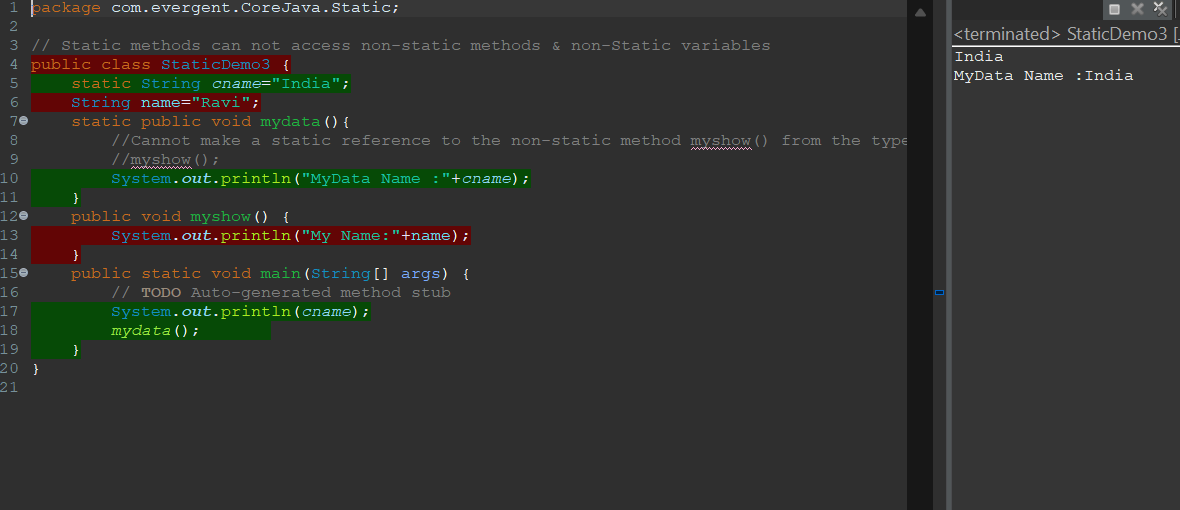 1 package com.evergent.CoreJava.Static;
2
3 // Static methods can not access non-static methods & non-Static variables
4 public class StaticDemo3 {
5     static String cname="India";
6     String name="Ravi";
7     static public void mydata(){
8         //Cannot make a static reference to the non-static method myshow() from the type
9         //myshow();
10         System.out.println("MyData Name :"+cname);
11     }
12     public void myshow() {
13         System.out.println("My Name:"+name);
14     }
15     public static void main(String[] args) {
16         // TODO Auto-generated method stub
17         System.out.println(cname);
18         mydata();
19     }
20 }
21
<terminated> StaticDemo3 [
India
MyData Name :India